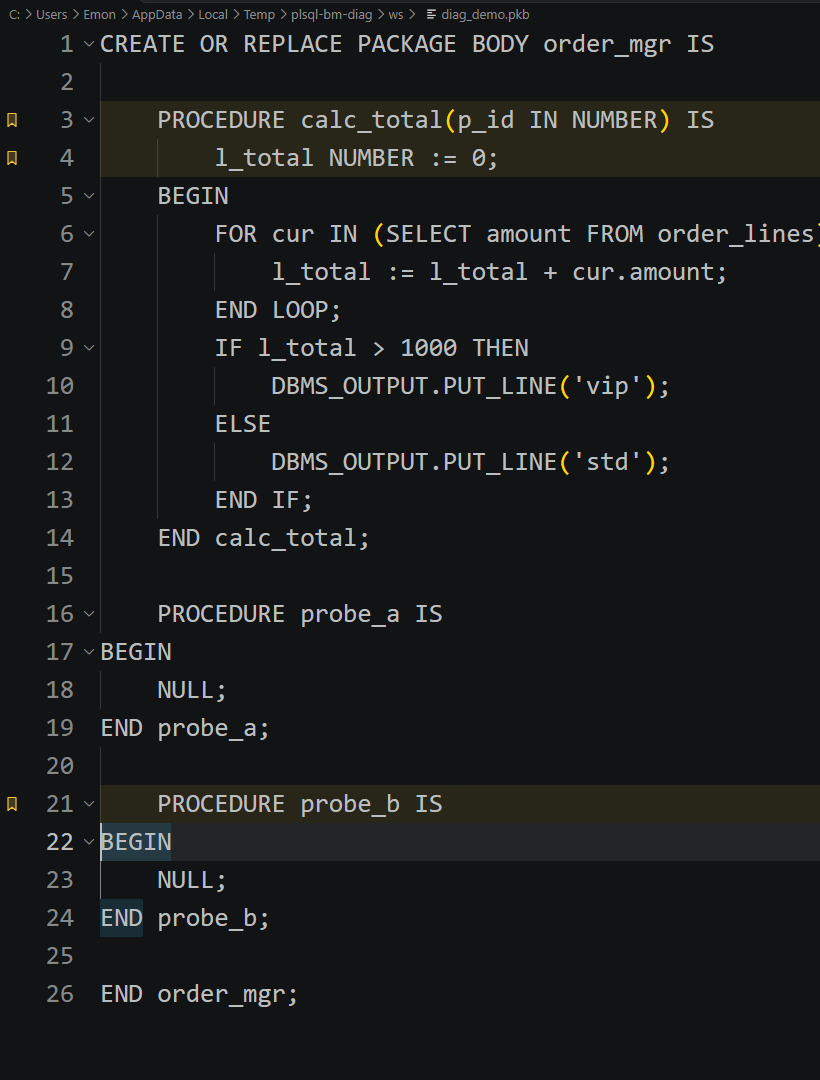 C: > Users > Emon > AppData > Local > Temp > plsql-bm-diag > ws > diag_demo.pkb
1 CREATE OR REPLACE PACKAGE BODY order_mgr IS
2
3     PROCEDURE calc_total(p_id IN NUMBER) IS
4         l_total NUMBER := 0;
5     BEGIN
6         FOR cur IN (SELECT amount FROM order_lines)
7             l_total := l_total + cur.amount;
8         END LOOP;
9         IF l_total > 1000 THEN
10             DBMS_OUTPUT.PUT_LINE('vip');
11         ELSE
12             DBMS_OUTPUT.PUT_LINE('std');
13         END IF;
14     END calc_total;
15
16     PROCEDURE probe_a IS
17 BEGIN
18     NULL;
19 END probe_a;
20
21     PROCEDURE probe_b IS
22 BEGIN
23     NULL;
24 END probe_b;
25
26 END order_mgr;